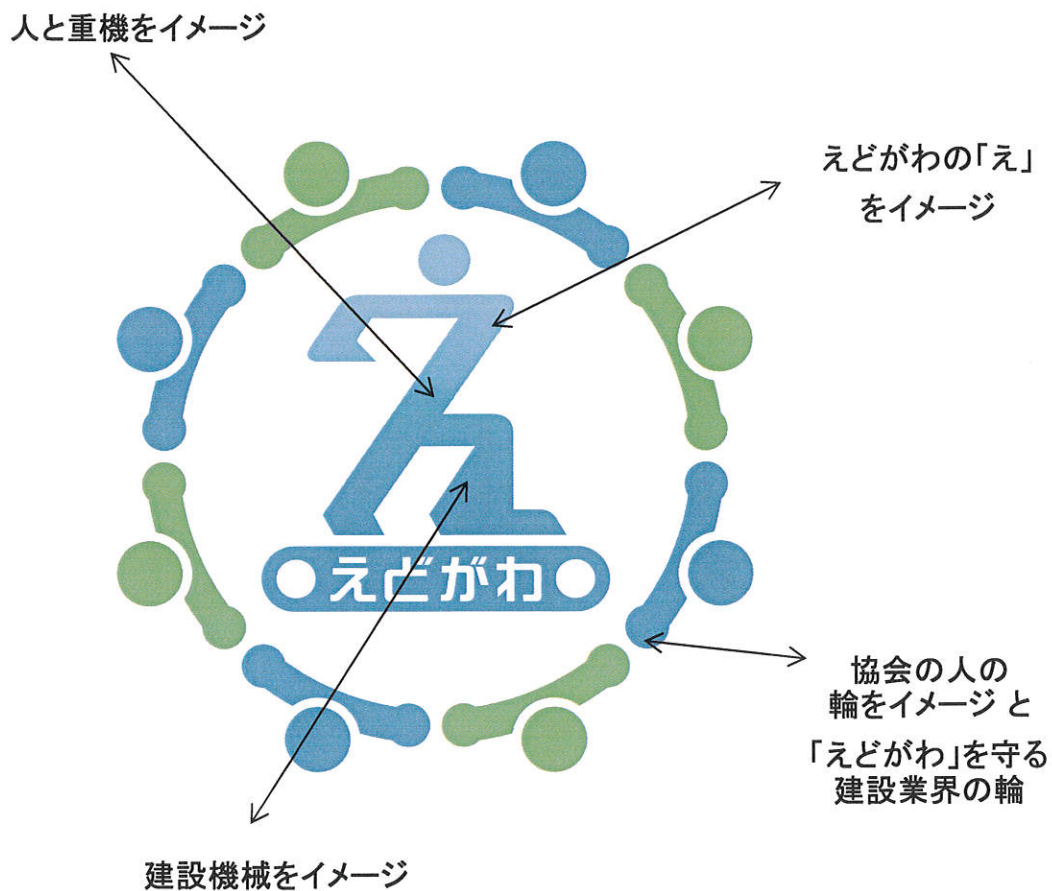 人と重機をイメージ
えどがわの「え」
をイメージ
えどがわ
協会の人の
輪をイメージ と
「えどがわ」を守る
建設業界の輪
建設機械をイメージ